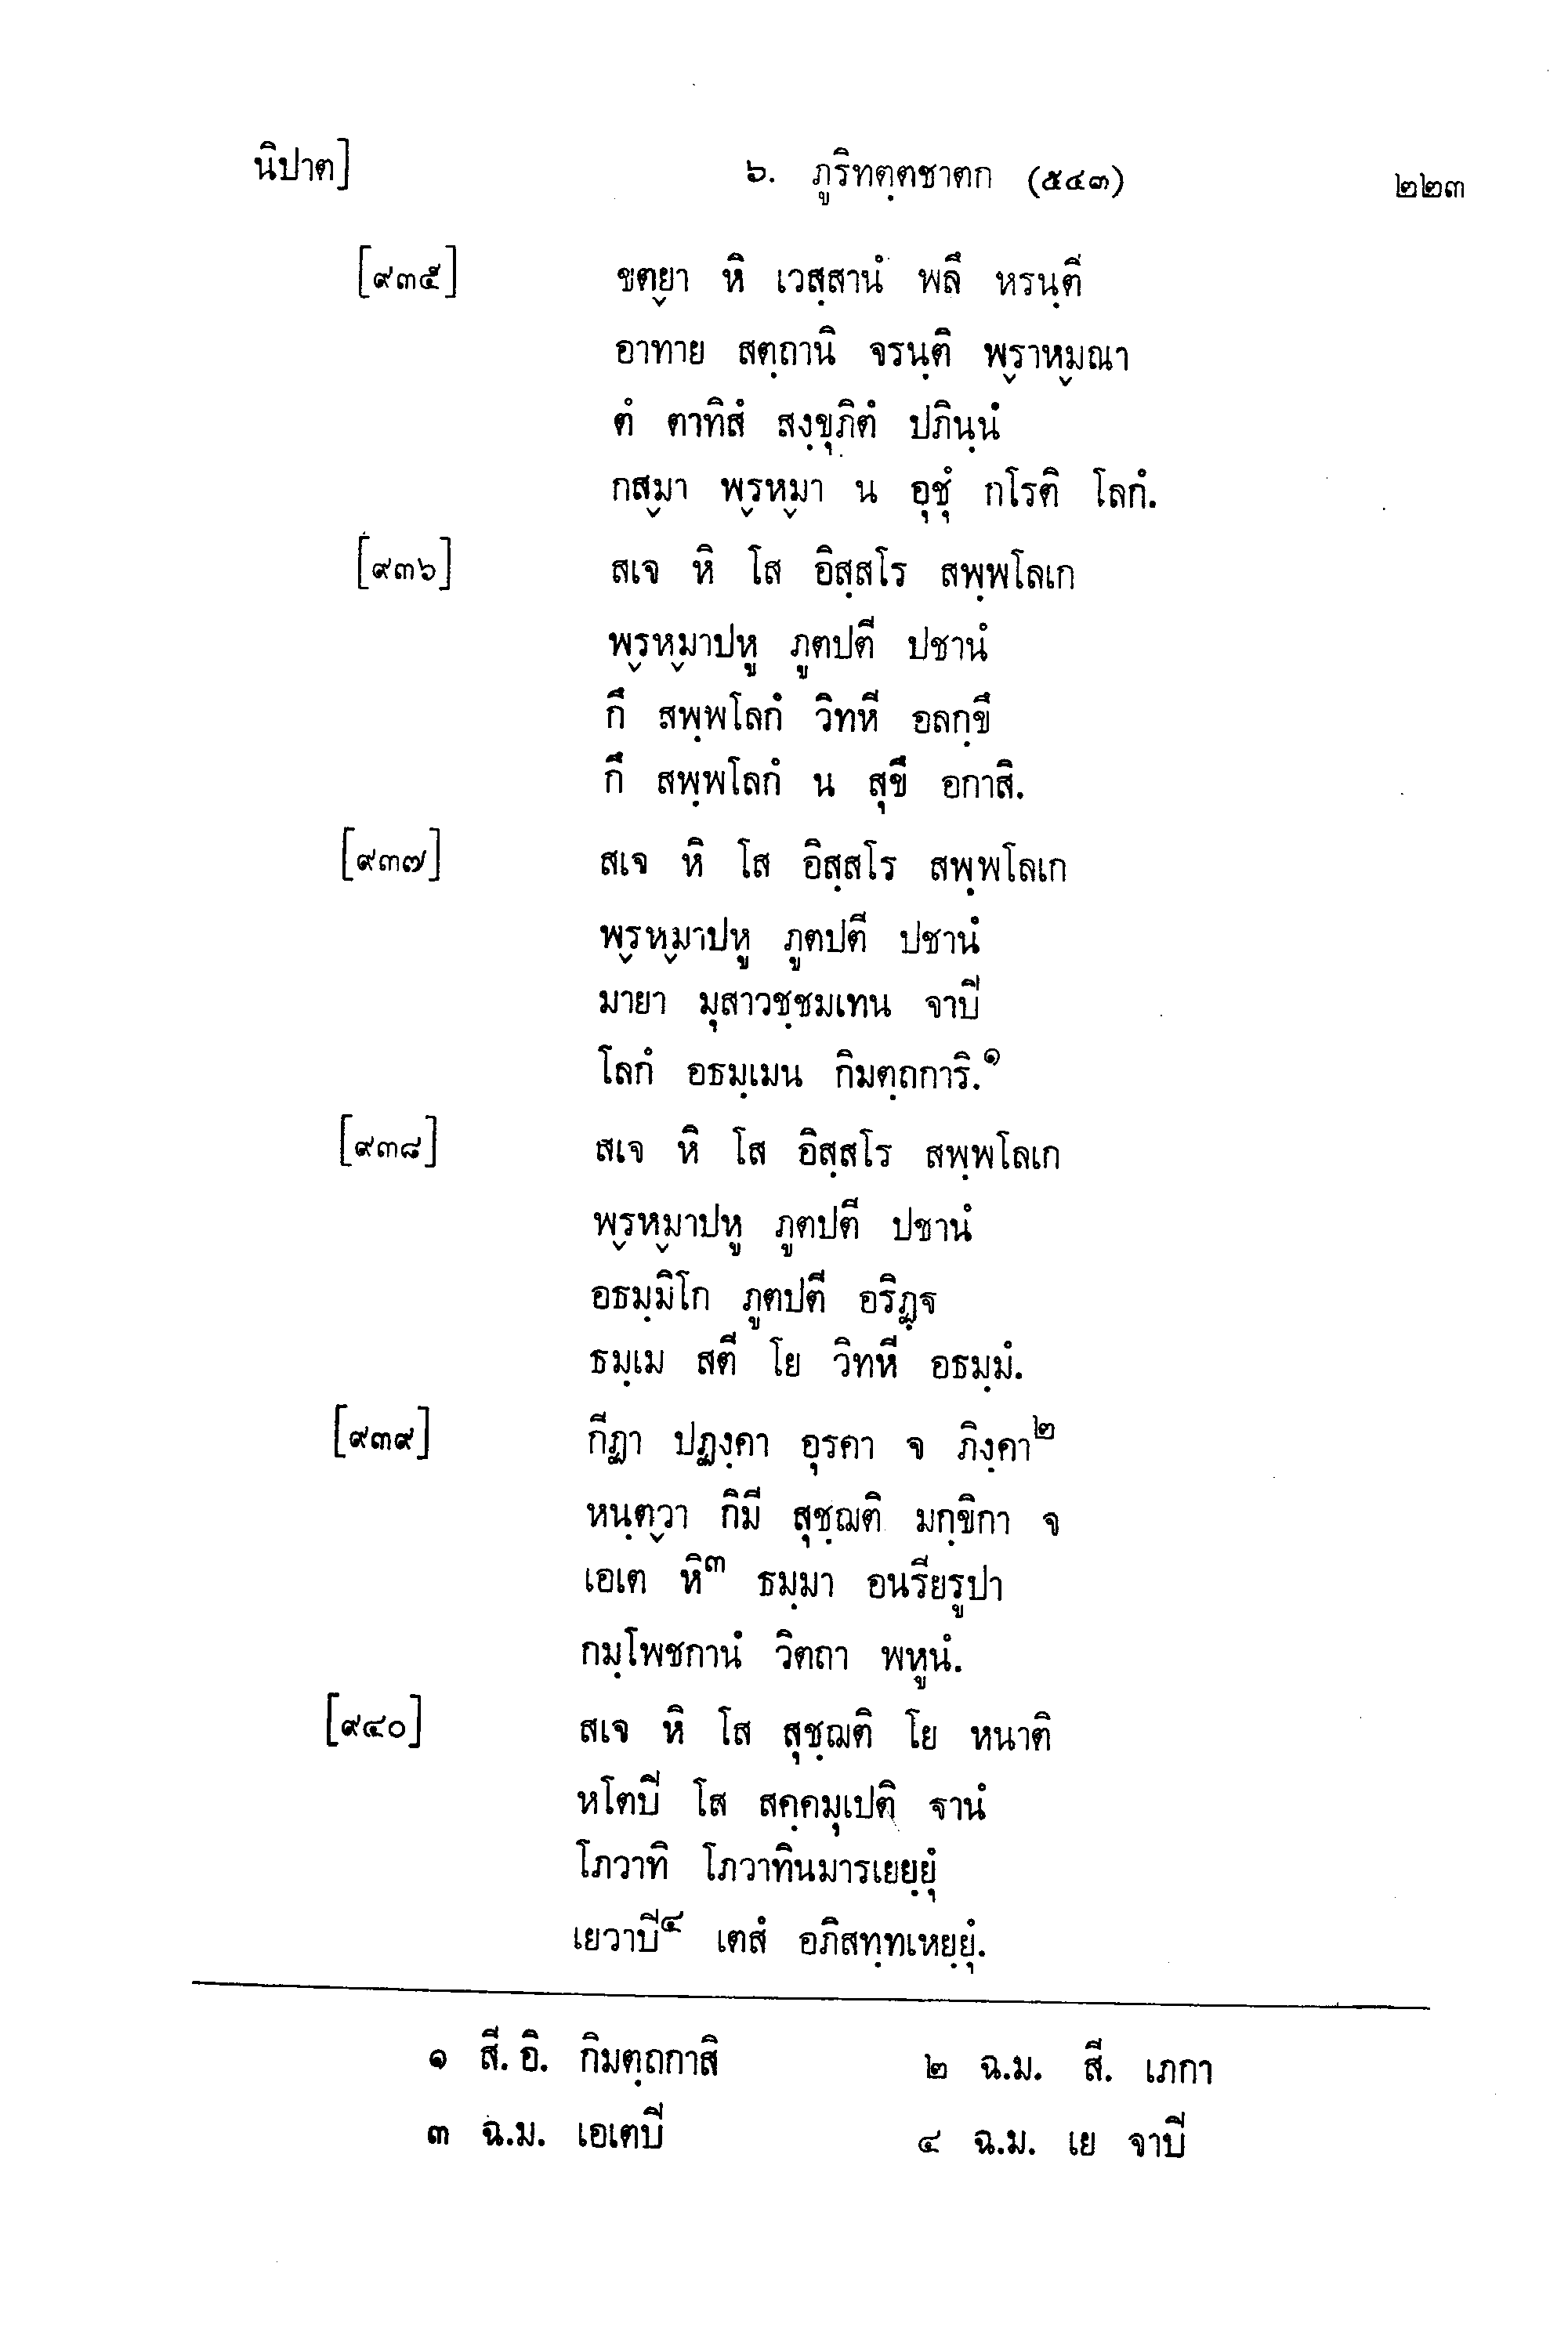 นิปาต] ๖. ภูริทตฺตชาตก (๕๔๓) ๒๒๓
[๙๓๕] ขตฺยา หิ เวสฺสานํ พลึ หรนฺตี
อาทาย สตฺถานิ จรนฺติ พฺราหฺมณา
ตํ ตาทิสํ สงฺขุภิตํ ปภินฺนํ
กสฺมา พฺรหฺมา น อุชุํ กโรติ โลกํ.
[๙๓๖] สเจ หิ โส อิสฺสโร สพฺพโลเก
พฺรหฺมาปหู ภูตปตี ปชานํ
กึ สพฺพโลกํ วิทหี อลกฺขึ
กึ สพฺพโลกํ น สุขึ อกาสิ.
[๙๓๗] สเจ หิ โส อิสฺสโร สพฺพโลเก
พฺรหฺมาปหู ภูตปตี ปชานํ
มายา มุสาวชฺชมเทน จาปิ
โลกํ อธมฺเมน กิมตฺถการิ.๑
[๙๓๘] สเจ หิ โส อิสฺสโร สพฺพโลเก
พฺรหฺมาปหู ภูตปตี ปชานํ
อธมฺมิโก ภูตปตี อริฏฺฐ
ธมฺเม สตี โย วิทหี อธมฺมํ.
[๙๓๙] กีฏา ปฏงฺคา อุรคา จ ภิงฺคา๒
หนฺตฺวา กิมี สุชฺฌติ มกฺขิกา จ
เอเต หิ๓ ธมฺมา อนริยรูปา
กมฺโพชกานํ วิตถา พหูนํ.
[๙๔๐] สเจ หิ โส สุชฺฌติ โย หนาติ
หโตปิ โส สคฺคมุเปติ ฐานํ
โภวาทิ โภวาทินมารเยยฺยุํ
เยวาปิ๔ เตสํ อภิสทฺทเหยฺยุํ.
๑ สี. อิ. กิมตฺถกาสิ ๒ ฉ.ม. สี. เภกา
๓ ฉ.ม. เอเตปิ ๔ ฉ.ม. เย จาปิ